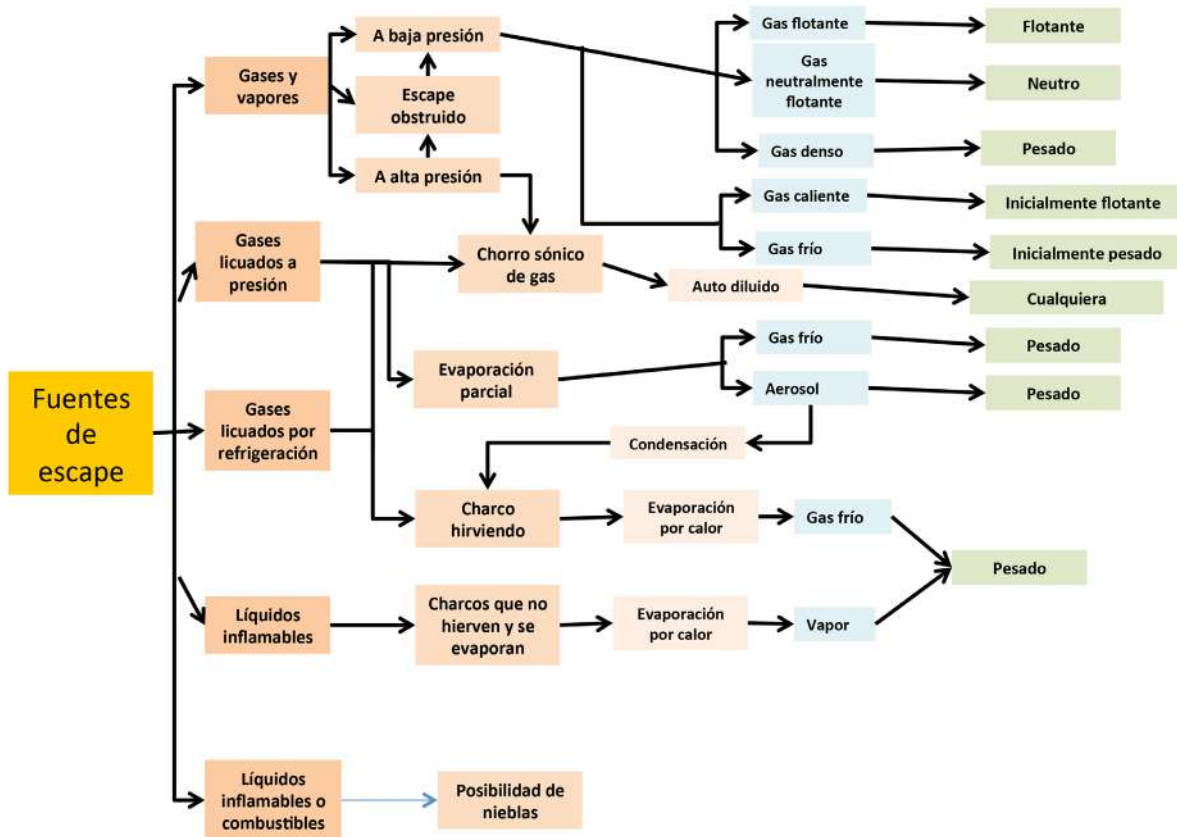 Fuentes
de
escape
Gases y
vapores
A baja presión
Escape
obstruido
A alta presión
Gas flotante
Flotante
Gas
neutralmente
flotante
Neutro
Gas denso
Pesado
Gas caliente
Inicialmente flotante
Gas frío
Inicialmente pesado
Gases
licuados a
presión
Chorro sónico
de gas
Auto diluido
Cualquiera
Evaporación
parcial
Gas frío
Pesado
Aerosol
Pesado
Gases
licuados por
refrigeración
Condensación
Charco
hirviendo
Evaporación
por calor
Gas frío
Pesado
Líquidos
inflamables
Charcos que no
hierven y se
evaporan
Evaporación
por calor
Vapor
Líquidos
inflamables o
combustibles
Posibilidad de
nieblas